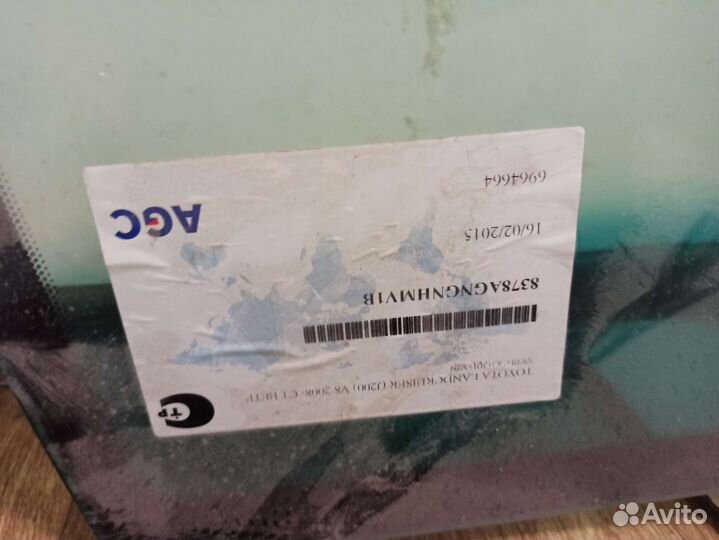 TOYOTA LANDCRUISER (J200) V8 2008-
8378AGNGNHMV1B
16/02/2015
6964664
AGC
Avito